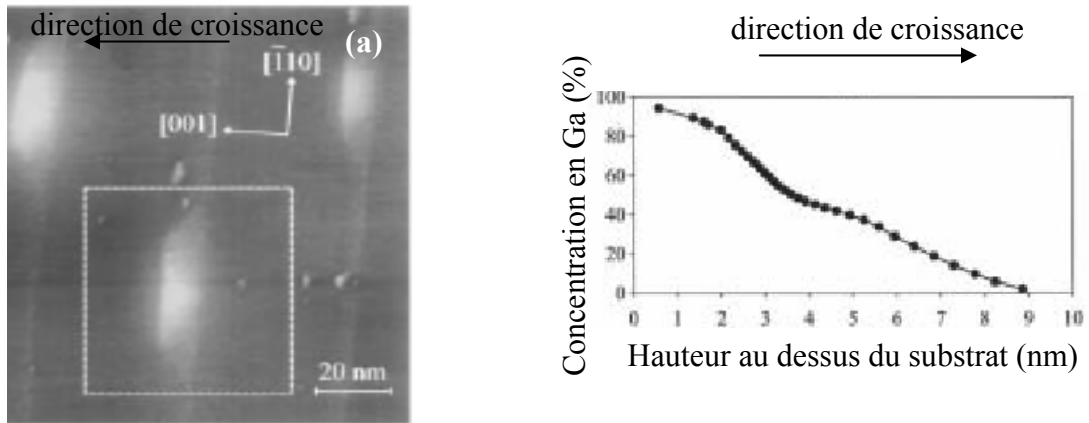 direction de croissance
(a)
[1̅10]
[001]
20 nm
direction de croissance
Concentration en Ga (%)
100
80
60
40
20
0
0 1 2 3 4 5 6 7 8 9 10
Hauteur au dessus du substrat (nm)